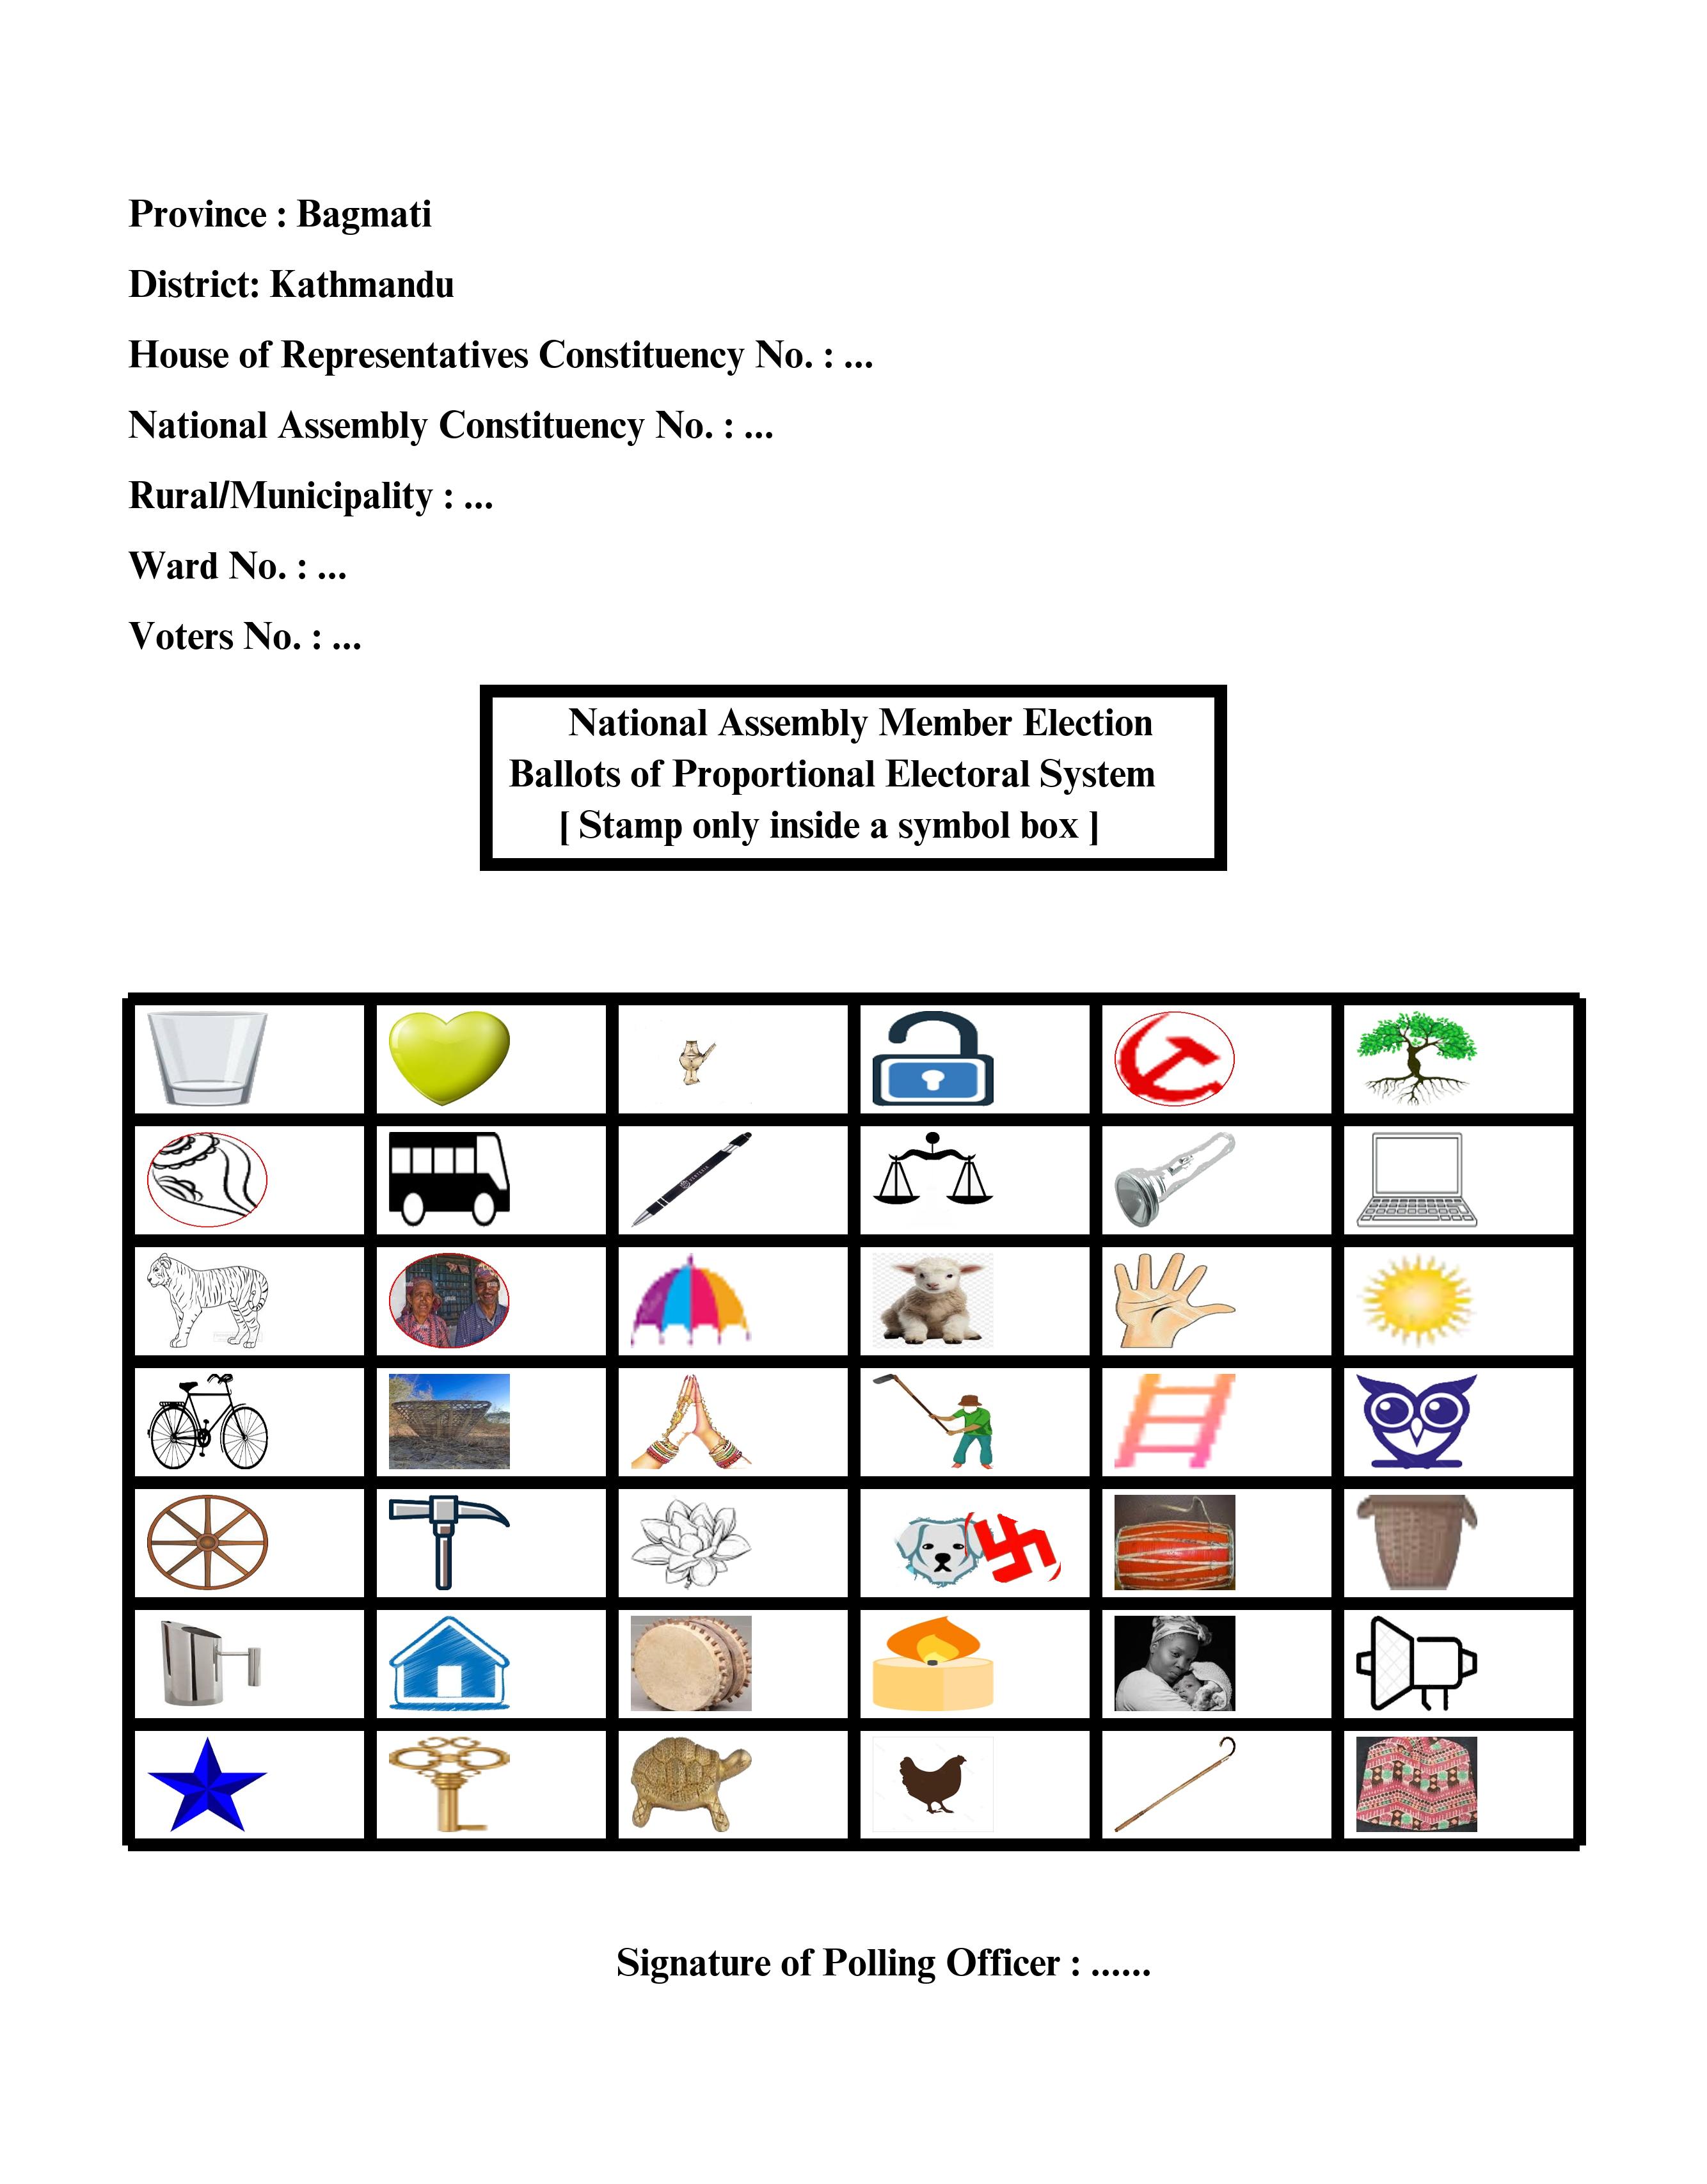 Province : Bagmati
District: Kathmandu
House of Representatives Constituency No. : ...
National Assembly Constituency No. : ...
Rural/Municipality : ...
Ward No. : ...
Voters No. : ...
National Assembly Member Election
Ballots of Proportional Electoral System
[ Stamp only inside a symbol box ]
Signature of Polling Officer : ......